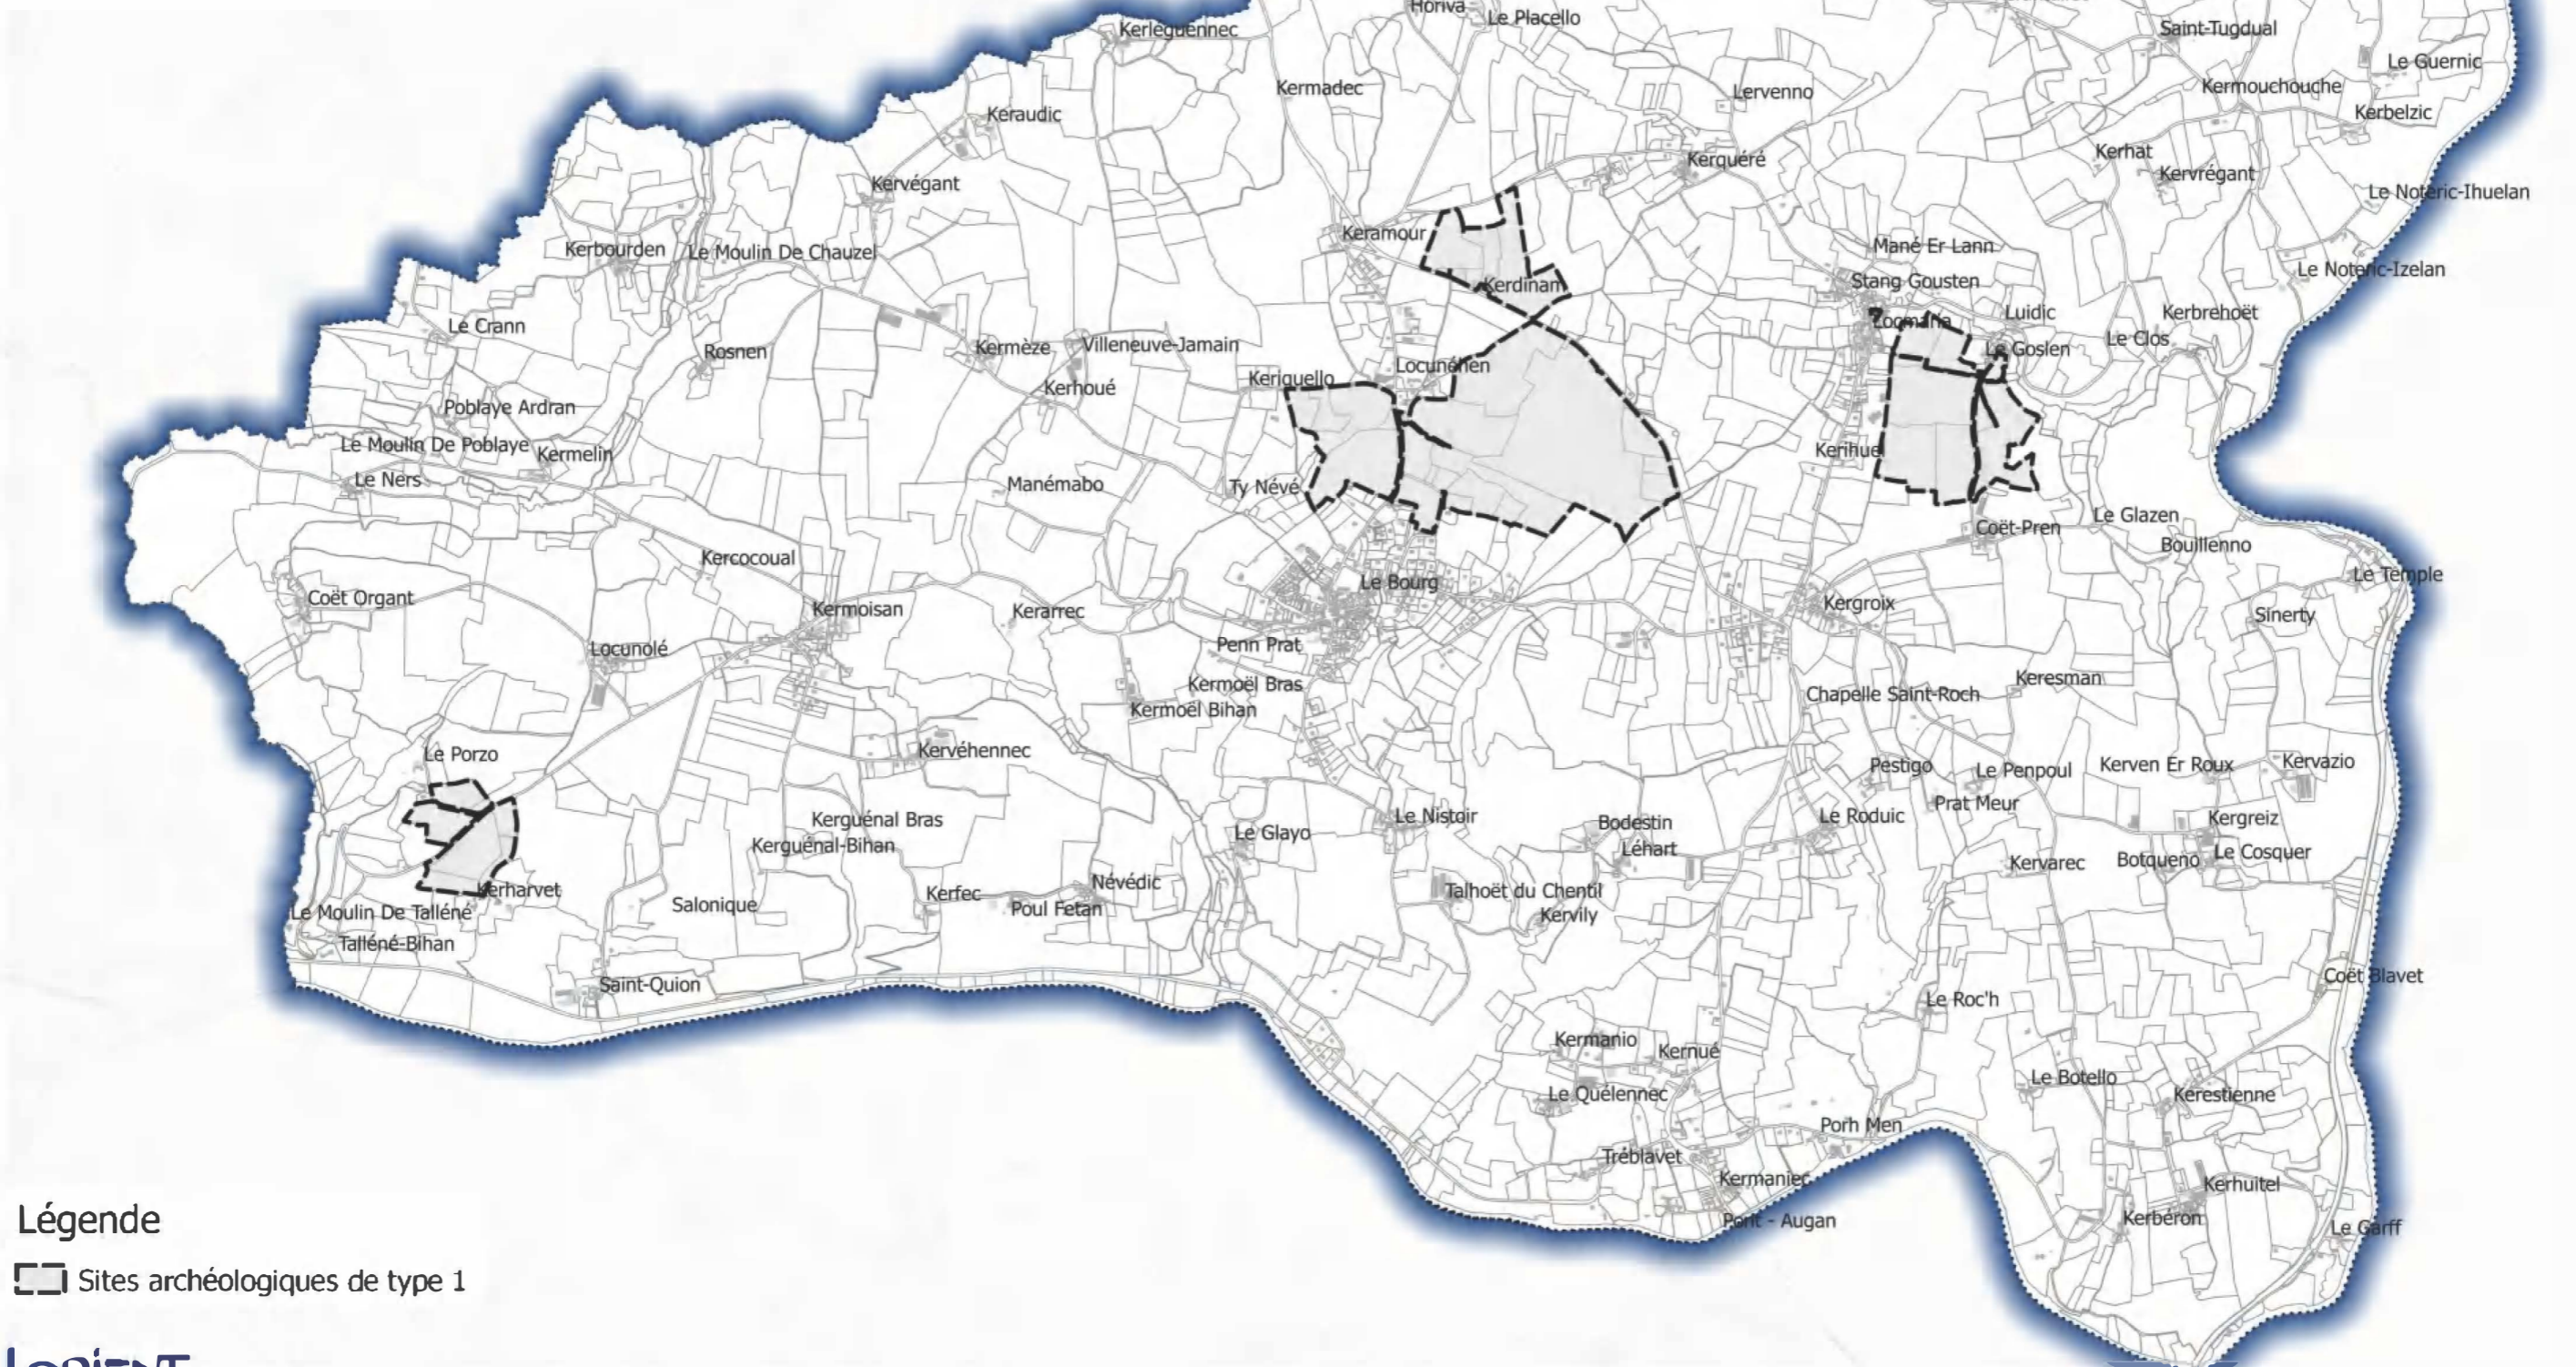 Horiva
Le Placello
Kerleguennec
Saint-Tugdual
Le Guernic
Kermadec
Lervenno
Kermouchouche
Kerbelzic
Keraudic
Kerquéré
Kerhat
Kervrégant
Le Noteric-Ihuelan
Kervégant
Keramour
Mané Er Lann
Kerbourden
Le Moulin De Chauzel
Le Noteric-Izelan
Kerdinam
Stang Gousten
Luidic
Kerbrehoët
Le Crann
Locmaria
Le Clos
Rosnen
Kermèze
Villeneuve-Jamain
Le Goslen
Locunéhen
Keriquello
Kerhoué
Poblaye Ardran
Le Moulin De Poblaye
Kermelin
Kerihuel
Le Ners
Manémabo
Ty Névé
Le Glazen
Coët-Pren
Bouillenno
Kercocoual
Le Temple
Le Bourg
Coët Organt
Kermoisan
Kerarrec
Kergroix
Sinerty
Locunolé
Penn Prat
Keresman
Kermoël Bras
Chapelle Saint-Roch
Kermoël Bihan
Le Porzo
Kervéhennec
Pestigo
Le Penpoul
Kerven Er Roux
Kervazio
Prat Meur
Kerguénal Bras
Le Nistoir
Bodestin
Le Roduic
Kergreiz
Le Glayo
Kerguénal-Bihan
Léhart
Kervarec
Botqueno
Le Cosquer
Kerharvet
Névédic
Talhoët du Chentil
Kerfec
Salonique
Poul Fetan
Kervily
Le Moulin De Talléné
Talléné-Bihan
Coët Blavet
Saint-Quion
Le Roc'h
Kermanio
Kernué
Le Botello
Le Quélennec
Kerestienne
Porh Men
Tréblavet
Kermaniec
Kerhuitel
Pont - Augan
Kerbéron
Le Garff
Légende
Sites archéologiques de type 1